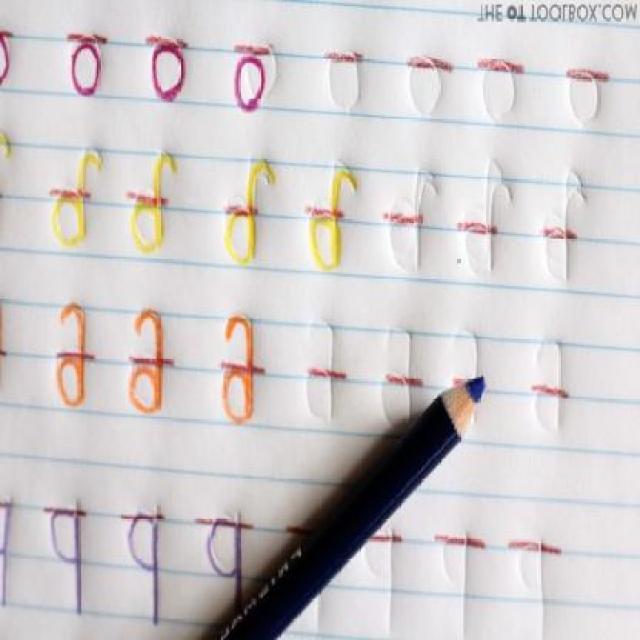 d d d
g g g
q q q q
o o o
THE OT TOOLBOX.COM